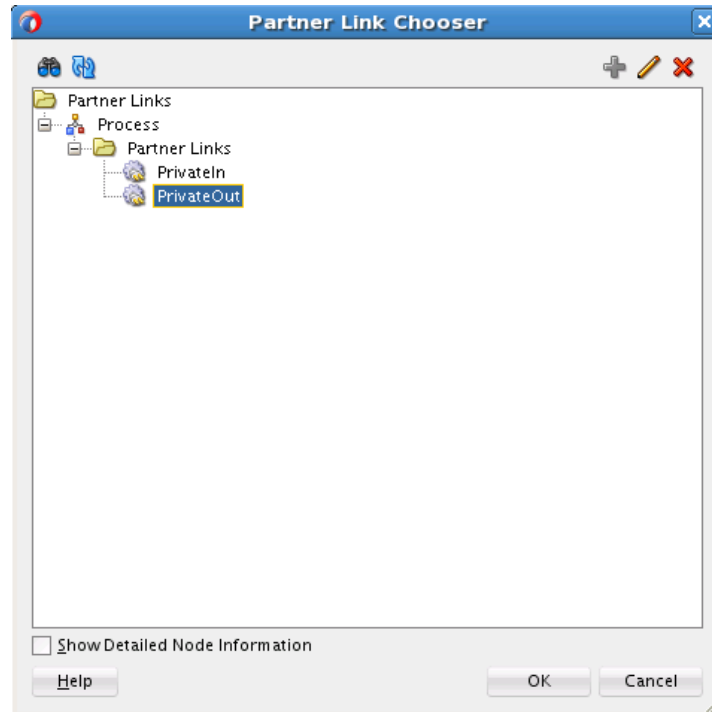 Partner Link Chooser
Partner Links
Process
Partner Links
PrivateIn
PrivateOut
Show Detailed Node Information
Help
OK
Cancel